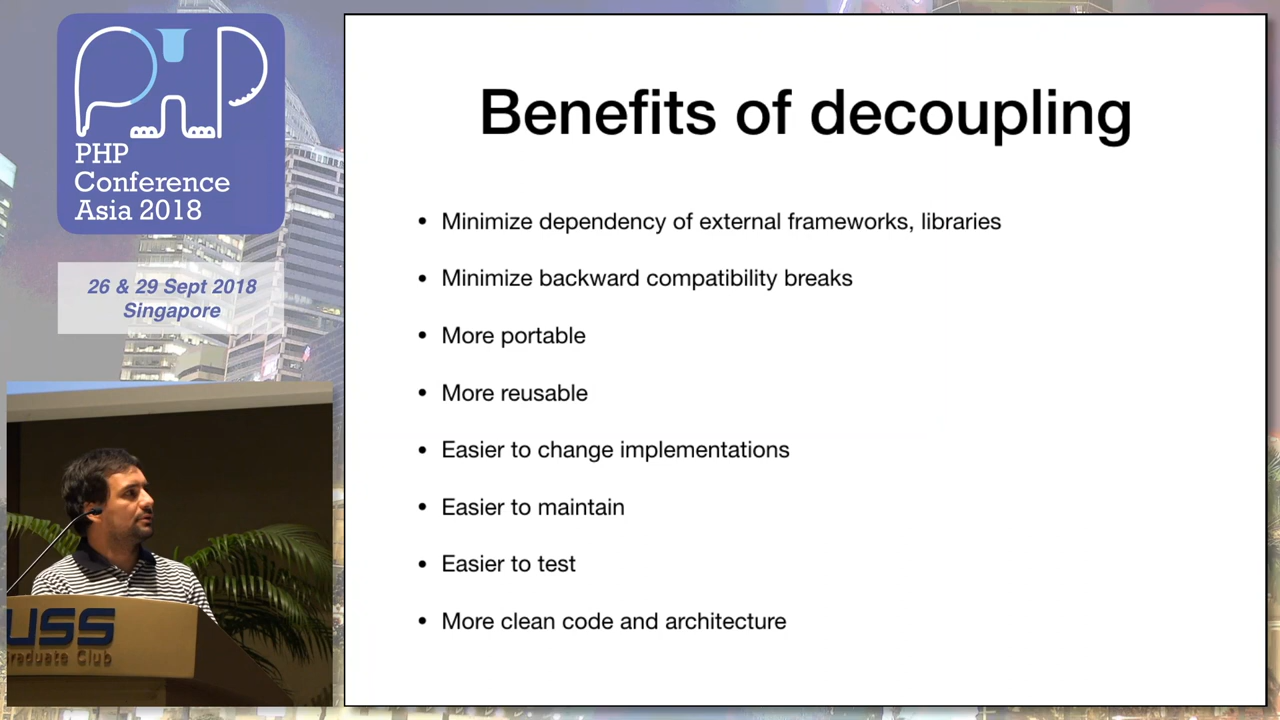 PHP
Conference
Asia 2018
26 & 29 Sept 2018
Singapore
USS
raduate Club
Benefits of decoupling
• Minimize dependency of external frameworks, libraries
• Minimize backward compatibility breaks
• More portable
• More reusable
• Easier to change implementations
• Easier to maintain
• Easier to test
• More clean code and architecture